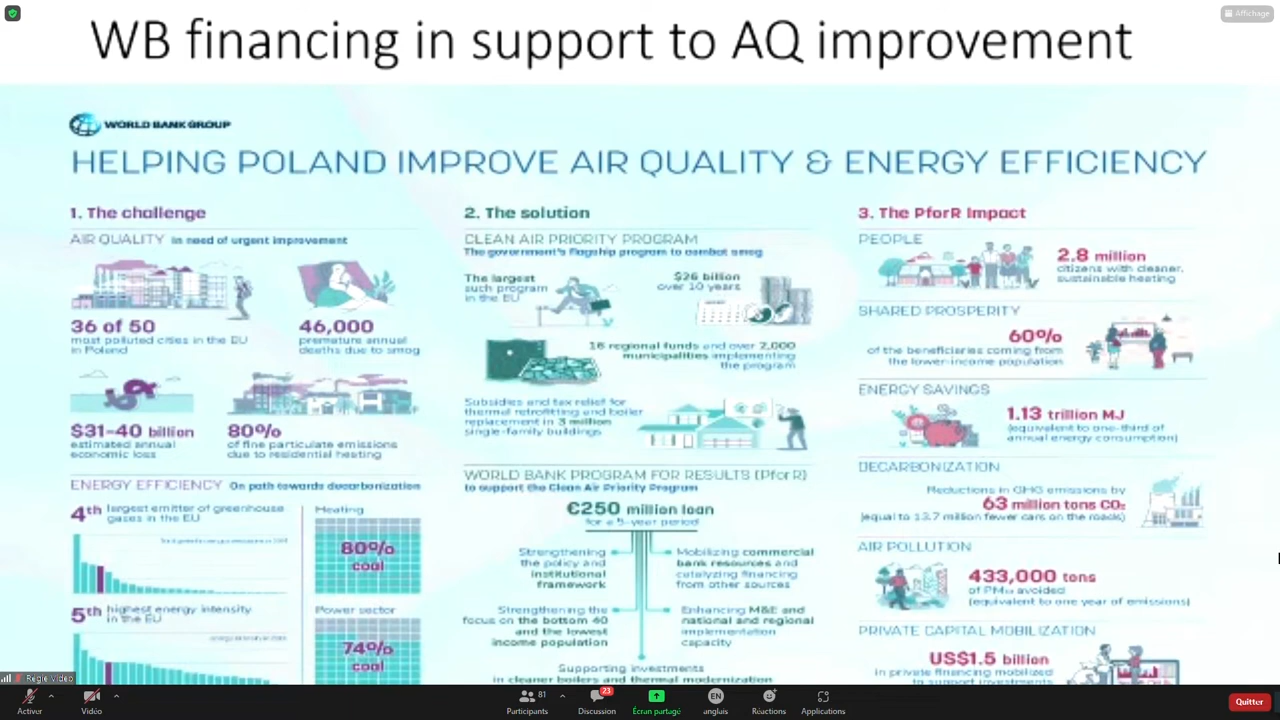 Affichage
WB financing in support to AQ improvement
WORLD BANK GROUP
HELPING POLAND IMPROVE AIR QUALITY & ENERGY EFFICIENCY
1. The challenge
AIR QUALITY In need of urgent improvement
36 of 50
most polluted cities in the EU
in Poland
46,000
premature annual
deaths due to smog
$31-40 billion
estimated annual
economic loss
80%
of fine particulate emissions
due to residential heating
ENERGY EFFICIENCY On path towards decarbonization
4th largest emitter of greenhouse
gases in the EU
5th highest energy intensity
in the EU
Heating
80%
coal
Power sector
74%
coal
2. The solution
CLEAN AIR PRIORITY PROGRAM
The government's flagship program to combat smog
The largest
such program
in the EU
$26 billion
over 10 years
16 regional funds and over 2,000
municipalities implementing
the program
Subsidies and tax relief for
thermal retrofitting and boiler
replacement in 3 million
single-family buildings
WORLD BANK PROGRAM FOR RESULTS (PforR)
to support the Clean Air Priority Program
€250 million loan
for a 5-year period
Strengthening
the policy and
institutional
framework
Mobilizing commercial
bank resources and
catalyzing financing
from other sources
Strengthening the
focus on the bottom 40
and the lowest
income population
Enhancing M&E and
national and regional
implementation
capacity
Supporting investments
in cleaner boilers and thermal modernization
3. The PforR Impact
PEOPLE
2.8 million
citizens with cleaner,
sustainable heating
SHARED PROSPERITY
60%
of the beneficiaries coming from
the lower-income population
ENERGY SAVINGS
1.13 trillion MJ
(equivalent to one-third of
annual energy consumption)
DECARBONIZATION
Reductions in GHG emissions by
63 million tons CO₂
(equal to 13.7 million fewer cars on the roads)
AIR POLLUTION
433,000 tons
of PM avoided
(equivalent to one year of emissions)
PRIVATE CAPITAL MOBILIZATION
US$1.5 billion
in private financing mobilized
to support investments
Regie Video
Activer
Vidéo
81
Participants
23
Discussion
Écran partagé
EN
anglais
Réactions
Applications
Quitter